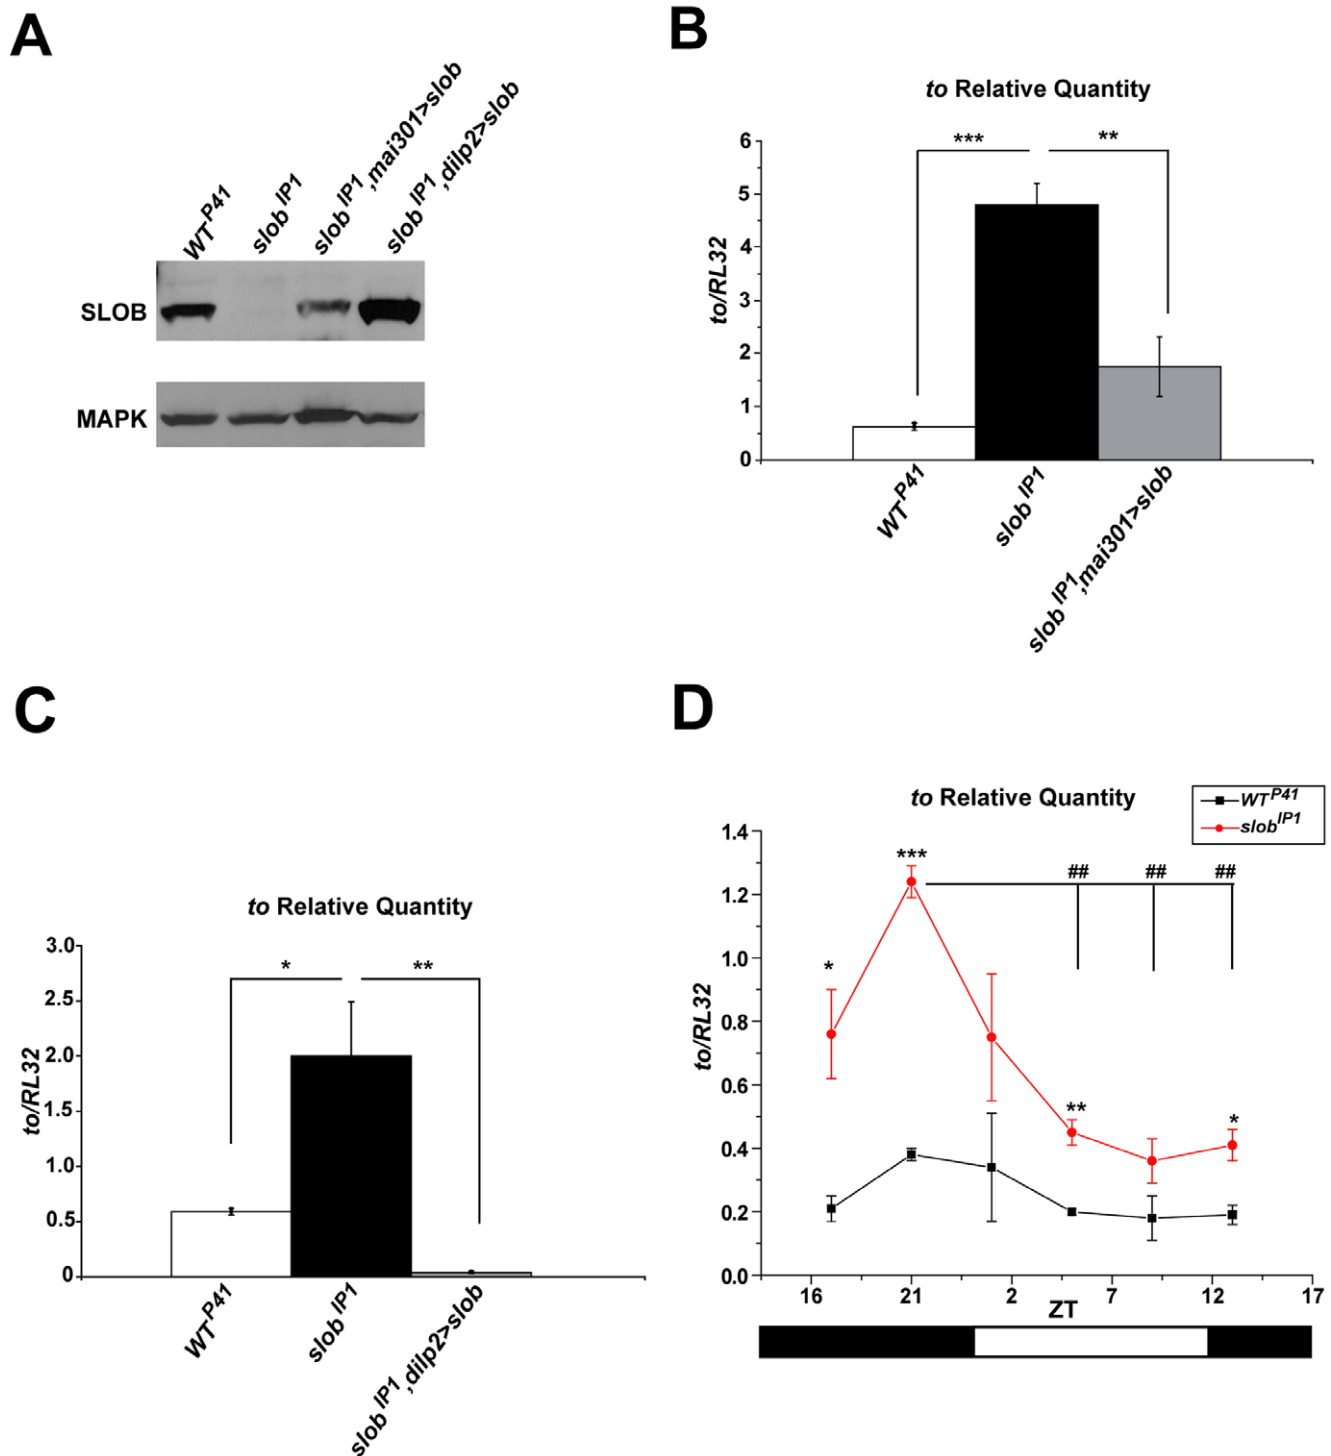 A
WT^P41
slob^IP1
slob^IP1,mai301>slob
slob^IP1,dilp2>slob
SLOB
MAPK
B
to Relative Quantity
to/RL32
6
5
4
3
2
1
0
***
**
WT^P41
slob^IP1
slob^IP1,mai301>slob
C
to Relative Quantity
to/RL32
3.0
2.5
2.0
1.5
1.0
0.5
0
*
**
WT^P41
slob^IP1
slob^IP1,dilp2>slob
D
to Relative Quantity
WT^P41
slob^IP1
to/RL32
1.4
1.2
1.0
0.8
0.6
0.4
0.2
0.0
*
***
**
*
## ## ##
16 21 2 7 12 17
ZT